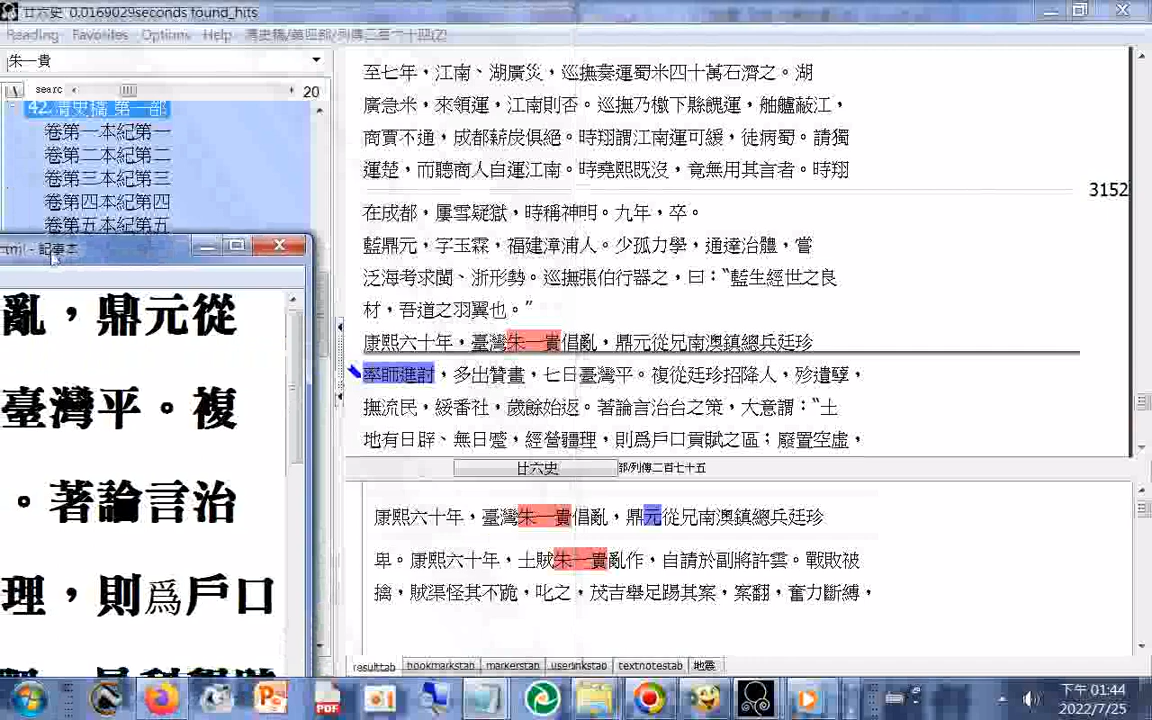 廿六史 0.0169029seconds found_hits
Reading Favorites Options Help 清史稿/第四部/列傳二百六十四(2)
朱一貴
searc 20
42.清史稿 第一部
卷第一本紀第一
卷第二本紀第二
卷第三本紀第三
卷第四本紀第四
卷第五本紀第五
tml - 記事本
亂，鼎元從
臺灣平。複
。著論言治
理，則爲戶口
至七年，江南、湖廣災，巡撫奏運蜀米四十萬石濟之。湖
廣急米，來領運，江南則否。巡撫乃檄下縣餽運，舳艫蔽江，
商賈不通，成都薪炭俱絕。時翔謂江南運可緩，徒病蜀。請獨
運楚，而聽商人自運江南。時堯熙既沒，竟無用其言者。時翔
3152
在成都，屢雪疑獄，時稱神明。九年，卒。
藍鼎元，字玉霖，福建漳浦人。少孤力學，通達治體，嘗
泛海考求閩、浙形勢。巡撫張伯行器之，曰：“藍生經世之良
材，吾道之羽翼也。”
康熙六十年，臺灣朱一貴倡亂，鼎元從兄南澳鎮總兵廷珍
率師進討，多出贊畫，七日臺灣平。複從廷珍招降人，殄遺孽，
撫流民，綏番社，歲餘始返。著論言治台之策，大意謂：“土
地有日辟、無日蹙，經營疆理，則爲戶口貢賦之區；廢置空虛，
廿六史 部/列傳二百七十五
康熙六十年，臺灣朱一貴倡亂，鼎元從兄南澳鎮總兵廷珍
卑。康熙六十年，土賊朱一貴亂作，自請於副將許雲。戰敗被
擒，賊渠怪其不跪，叱之，茂吉舉足踢其案，案翻，奮力斷縛，
resulttab bookmarkstab markerstab userlinkstab textnotestab 地震
PDF
下午 01:44
2022/7/25